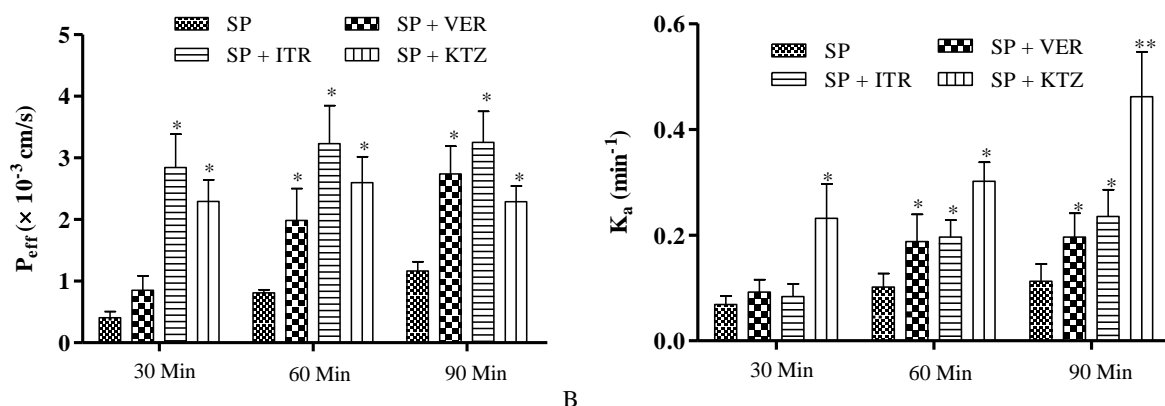 SP
SP + VER
SP + ITR
SP + KTZ
P_eff (× 10^-3 cm/s)
5
4
3
2
1
0
*
*
*
*
*
*
*
*
30 Min
60 Min
90 Min
SP
SP + VER
SP + ITR
SP + KTZ
K_a (min^-1)
0.6
0.4
0.2
0.0
*
*
*
*
*
*
**
30 Min
60 Min
90 Min
B